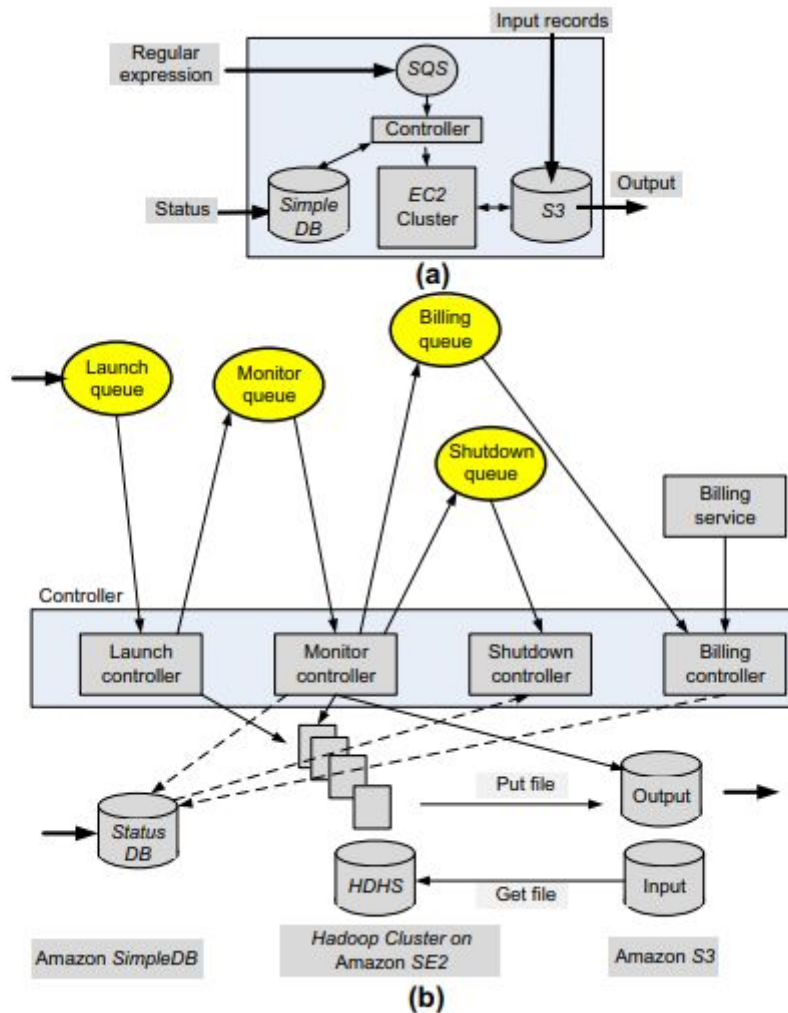 Input records
Regular
expression
SQS
Controller
Status
Simple
DB
EC2
Cluster
S3
Output
(a)
Billing
queue
Launch
queue
Monitor
queue
Shutdown
queue
Billing
service
Controller
Launch
controller
Monitor
controller
Shutdown
controller
Billing
controller
Put file
Output
Status
DB
HDHS
Get file
Input
Amazon SimpleDB
Hadoop Cluster on
Amazon SE2
Amazon S3
(b)